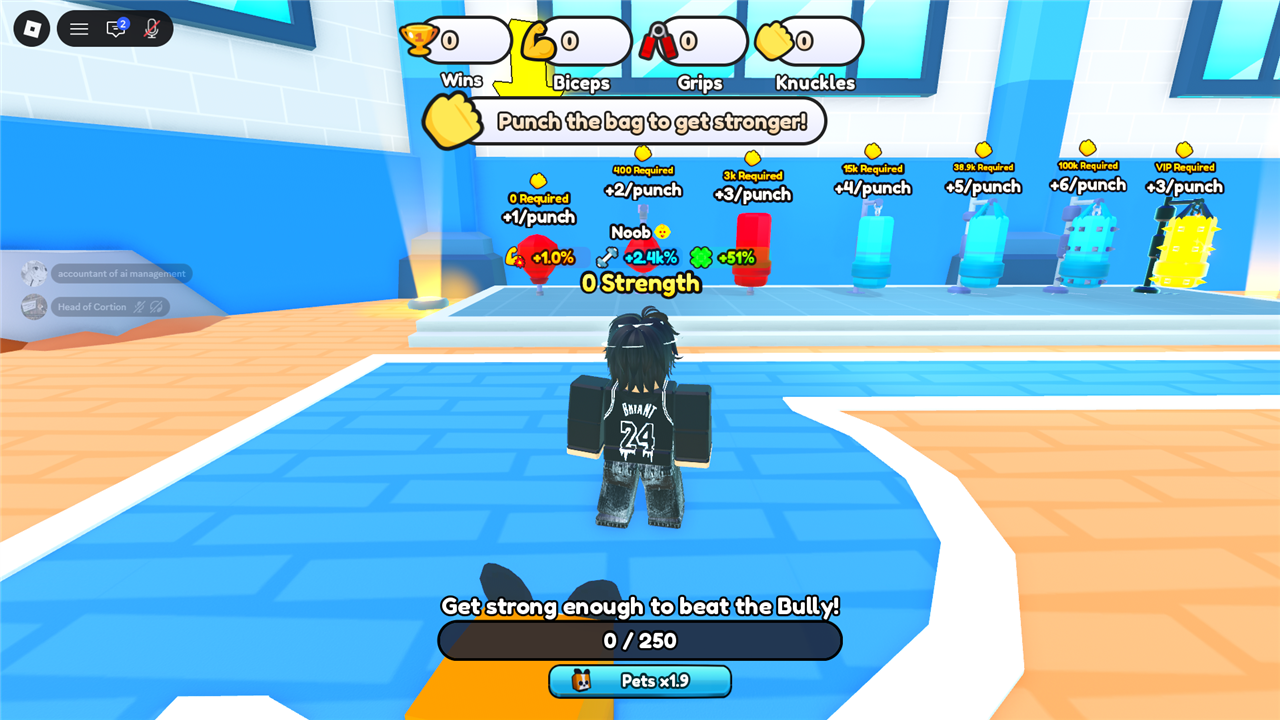 2
0
0
0
0
Wins
Biceps
Grips
Knuckles
Punch the bag to get stronger!
0 Required
+1/punch
400 Required
+2/punch
3k Required
+3/punch
15k Required
+4/punch
38.9k Required
+5/punch
100k Required
+6/punch
VIP Required
+3/punch
Noob
+1.0%
+2.4k%
+51%
0 Strength
accountant of ai management
Head of Cortion
BRYANT
24
Get strong enough to beat the Bully!
0 / 250
Pets x1.9